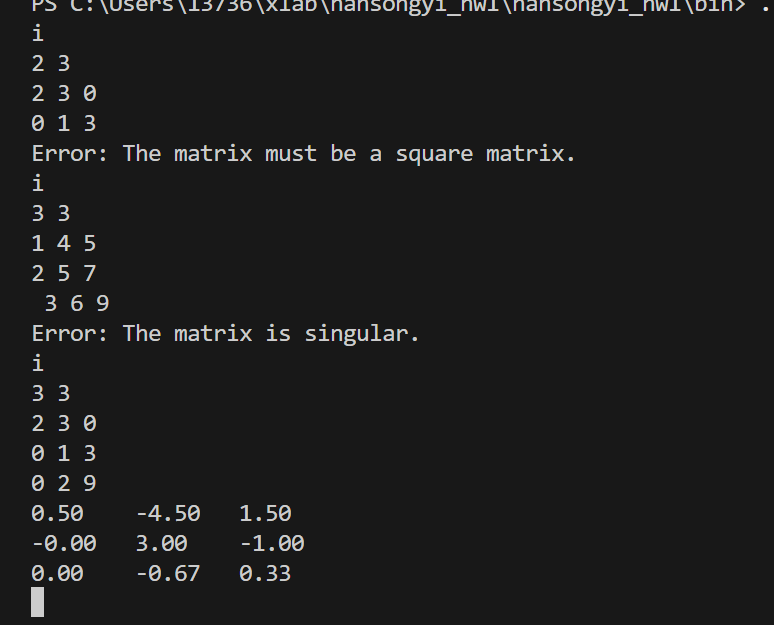 PS C:\Users\13736\xlab\hansongyi_hw1\hansongyi_hw1\bin> .
i
2 3
2 3 0
0 1 3
Error: The matrix must be a square matrix.
i
3 3
1 4 5
2 5 7
 3 6 9
Error: The matrix is singular.
i
3 3
2 3 0
0 1 3
0 2 9
0.50    -4.50   1.50
-0.00   3.00    -1.00
0.00    -0.67   0.33